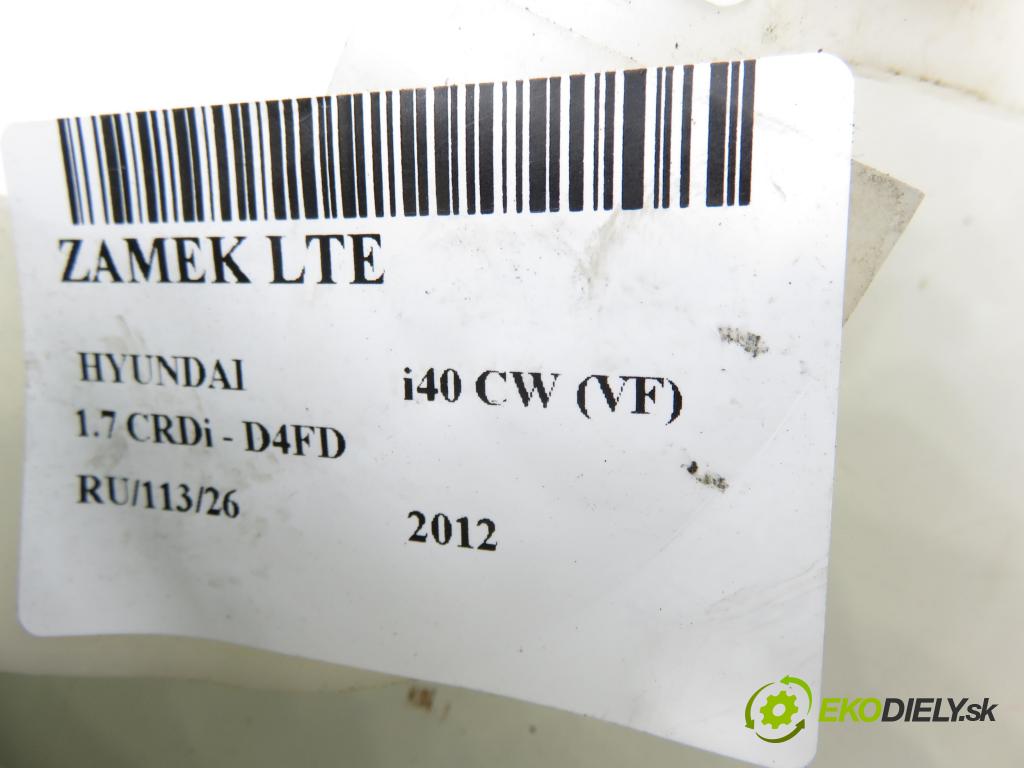 ZAMEK LTE
HYUNDAI i40 CW (VF)
1.7 CRDi - D4FD
RU/113/26 2012
EKODIELY.sk